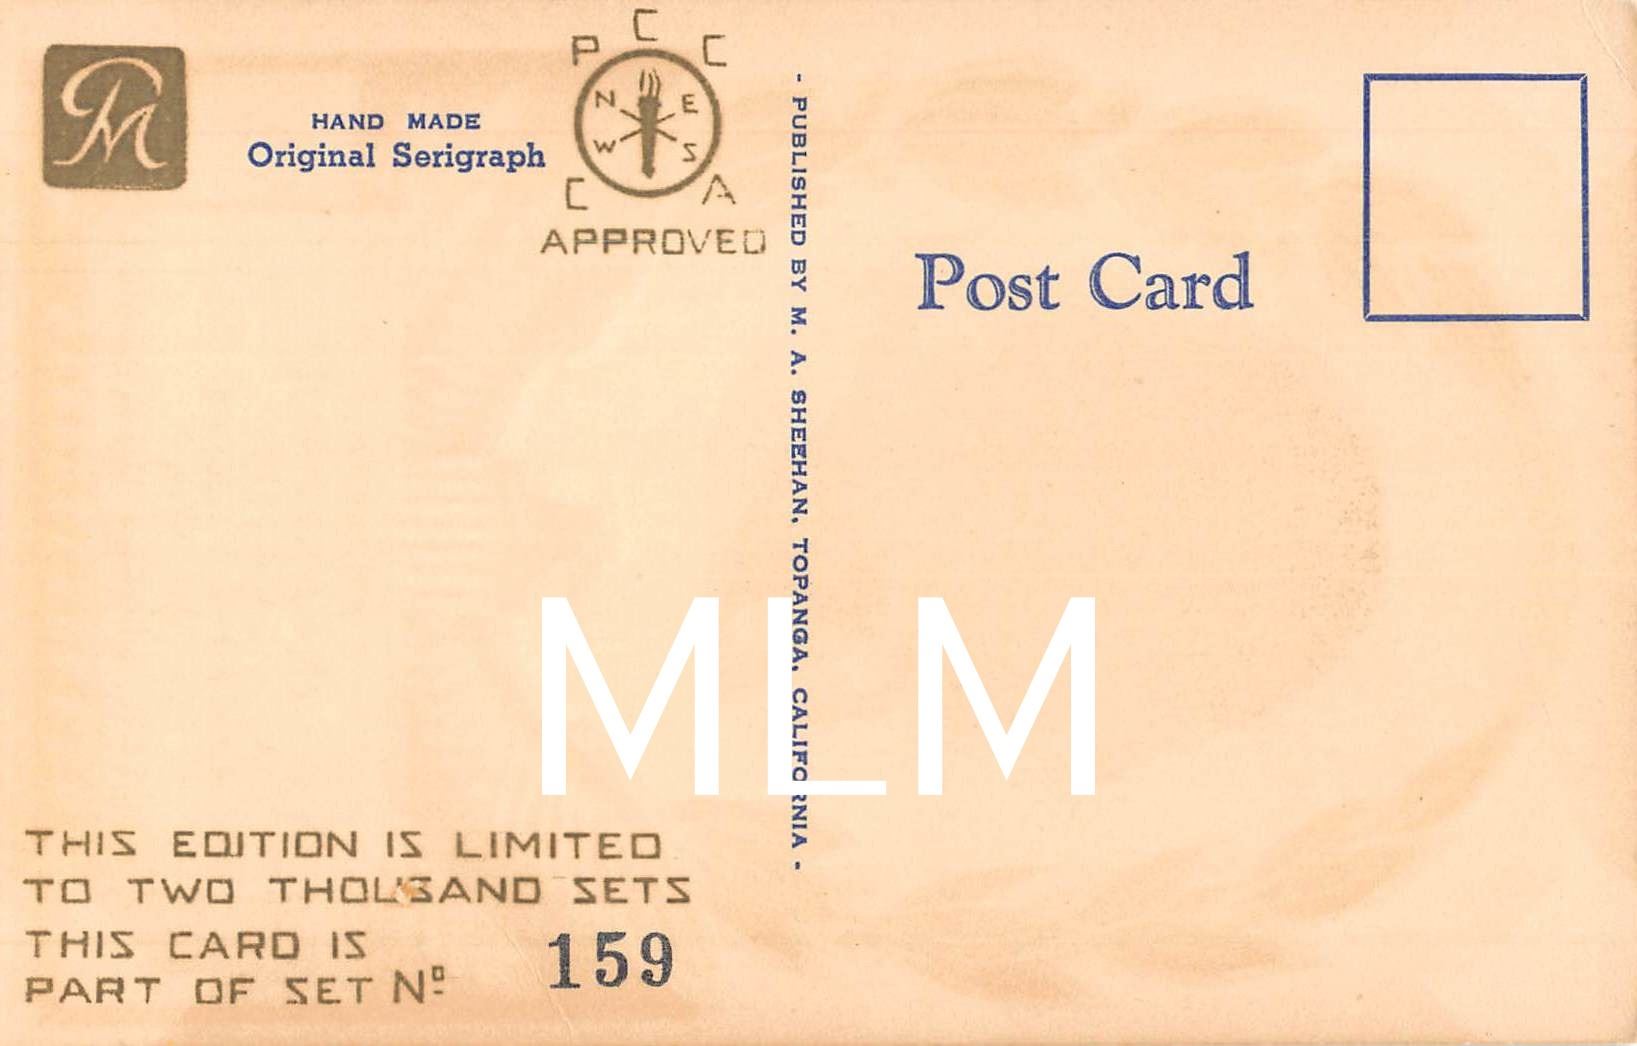 M
HAND MADE
Original Serigraph
P C C
N E
W S
C A
APPROVED
- PUBLISHED BY M. A. SHEEHAN, TOPANGA, CALIFORNIA -
Post Card
MLM
THIS EDITION IS LIMITED
TO TWO THOUSAND SETS
THIS CARD IS
PART OF SET Nº 159